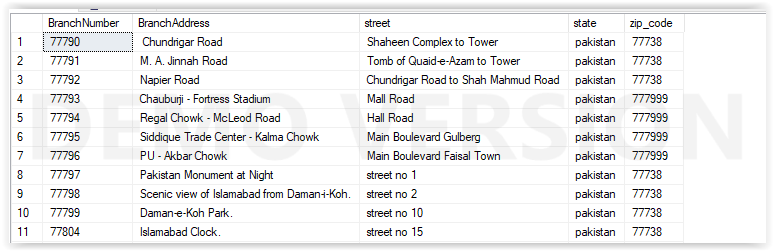 BranchNumber BranchAddress street state zip_code
1 77790 Chundrigar Road Shaheen Complex to Tower pakistan 77738
2 77791 M. A. Jinnah Road Tomb of Quaid-e-Azam to Tower pakistan 77738
3 77792 Napier Road Chundrigar Road to Shah Mahmud Road pakistan 77738
4 77793 Chauburji - Fortress Stadium Mall Road pakistan 777999
5 77794 Regal Chowk - McLeod Road Hall Road pakistan 777999
6 77795 Siddique Trade Center - Kalma Chowk Main Boulevard Gulberg pakistan 777999
7 77796 PU - Akbar Chowk Main Boulevard Faisal Town pakistan 777999
8 77797 Pakistan Monument at Night street no 1 pakistan 77738
9 77798 Scenic view of Islamabad from Daman-i-Koh. street no 2 pakistan 77738
10 77799 Daman-e-Koh Park. street no 10 pakistan 77738
11 77804 Islamabad Clock. street no 15 pakistan 77738
DEMO VERSION